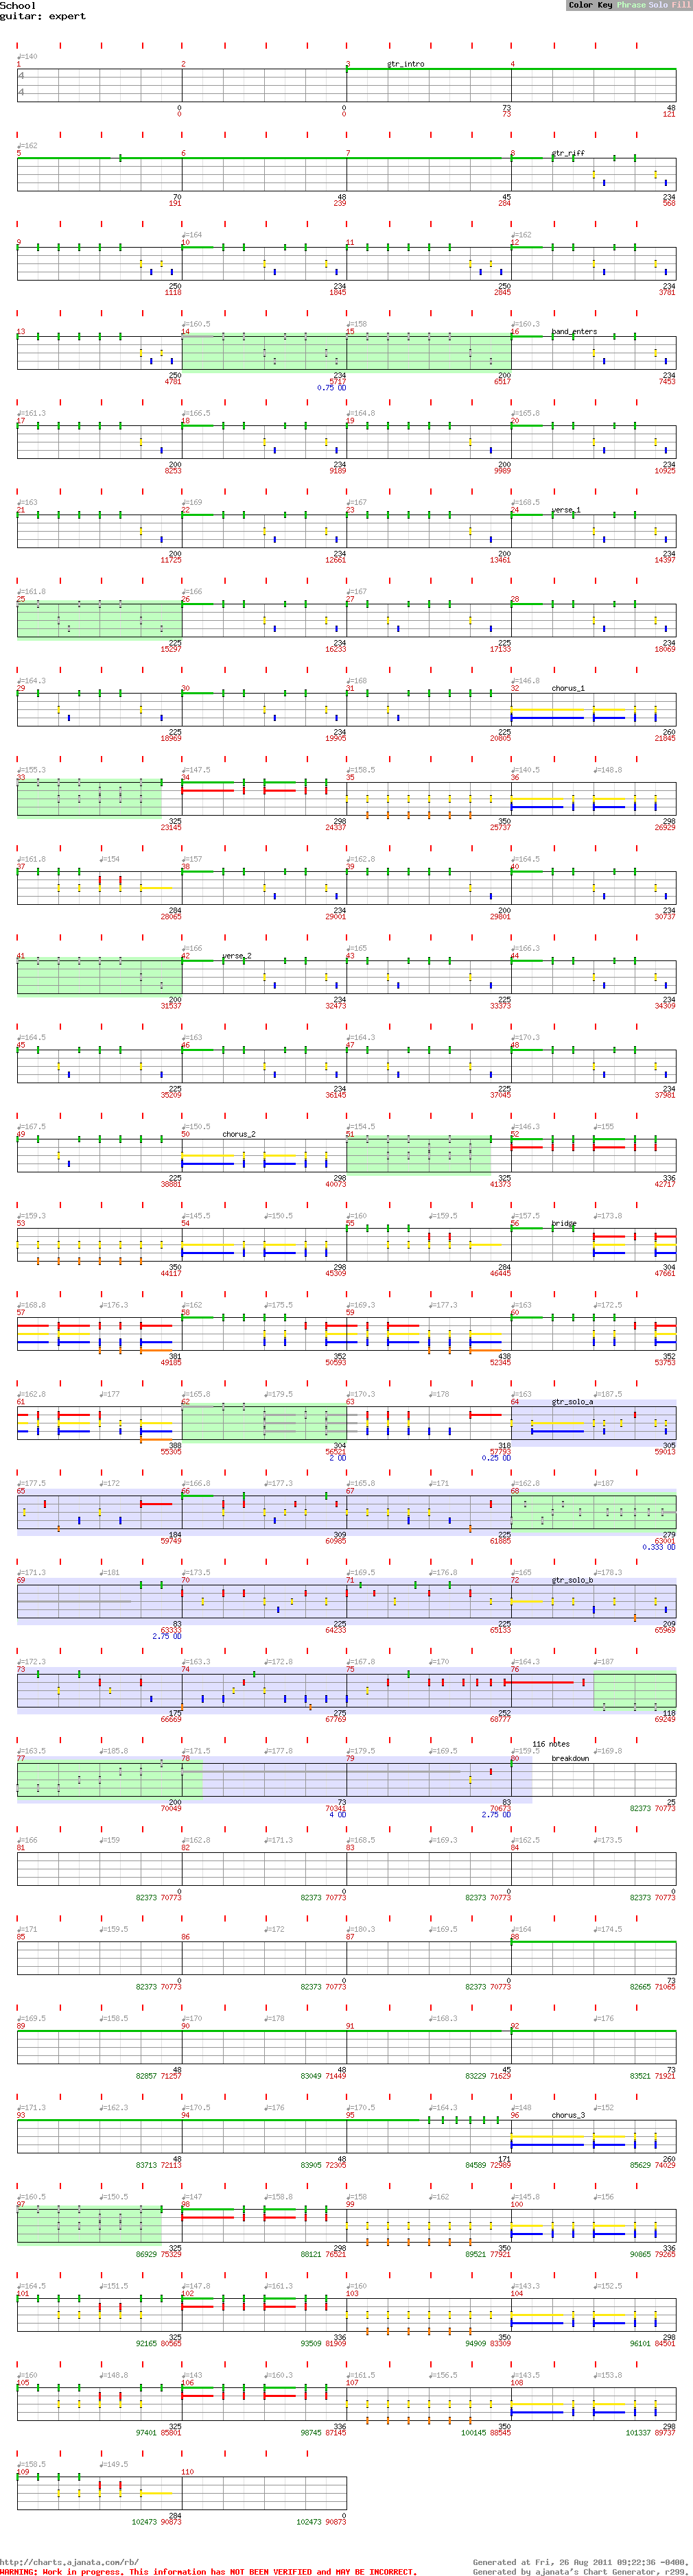 School
guitar: expert
Color Key Phrase Solo Fill
♩=140
1 2 3 gtr_intro 4
4
4
0 0 73 48
0 0 73 121
♩=162
5 6 7 8 gtr_riff
70 48 45 234
191 239 284 568
♩=164 ♩=162
9 10 11 12
250 234 250 234
1118 1845 2845 3781
♩=160.5 ♩=158 ♩=160.3
13 14 15 16 band_enters
250 234 200 234
4781 5717 6517 7453
0.75 OD
♩=161.3 ♩=166.5 ♩=164.8 ♩=165.8
17 18 19 20
200 234 200 234
8253 9189 9989 10925
♩=163 ♩=169 ♩=167 ♩=168.5
21 22 23 24 verse_1
200 234 200 234
11725 12661 13461 14397
♩=161.8 ♩=166 ♩=167
25 26 27 28
225 234 225 234
15297 16233 17133 18069
♩=164.3 ♩=168 ♩=146.8
29 30 31 32 chorus_1
225 234 225 260
18969 19905 20805 21845
♩=155.3 ♩=147.5 ♩=158.5 ♩=140.5 ♩=148.8
33 34 35 36
325 298 350 298
23145 24337 25737 26929
♩=161.8 ♩=154 ♩=157 ♩=162.8 ♩=164.5
37 38 39 40
284 234 200 234
28065 29001 29801 30737
♩=166 ♩=165 ♩=166.3
41 42 verse_2 43 44
200 234 225 234
31537 32473 33373 34309
♩=164.5 ♩=163 ♩=164.3 ♩=170.3
45 46 47 48
225 234 225 234
35209 36145 37045 37981
♩=167.5 ♩=150.5 ♩=154.5 ♩=146.3 ♩=155
49 50 chorus_2 51 52
225 298 325 336
38881 40073 41373 42717
♩=159.3 ♩=145.5 ♩=150.5 ♩=160 ♩=159.5 ♩=157.5 ♩=173.8
53 54 55 56 bridge
350 298 284 304
44117 45309 46445 47661
♩=168.8 ♩=176.3 ♩=162 ♩=175.5 ♩=169.3 ♩=177.3 ♩=163 ♩=172.5
57 58 59 60
381 352 438 352
49185 50593 52345 53753
♩=162.8 ♩=177 ♩=165.8 ♩=179.5 ♩=170.3 ♩=178 ♩=163 ♩=187.5
61 62 63 64 gtr_solo_a
388 304 318 305
55305 56521 57793 59013
2 OD 0.25 OD
♩=177.5 ♩=172 ♩=166.8 ♩=177.3 ♩=165.8 ♩=171 ♩=162.8 ♩=187
65 66 67 68
184 309 225 279
59749 60985 61885 63001
0.333 OD
♩=171.3 ♩=181 ♩=173.5 ♩=169.5 ♩=176.8 ♩=165 ♩=178.8
69 70 71 72 gtr_solo_b
83 225 225 209
63333 64233 65133 65969
2.75 OD
♩=172.3 ♩=163.3 ♩=172.8 ♩=167.8 ♩=170 ♩=164.3 ♩=187
73 74 75 76
175 275 252 118
66669 67769 68777 69249
116 notes
♩=163.5 ♩=185.8 ♩=171.5 ♩=177.8 ♩=179 ♩=177.8 ♩=159.5 ♩=169.8
77 78 79 80 breakdown
200 73 83 25
70049 70341 70673 82373 70773
4 OD 2.75 OD
♩=166 ♩=159 ♩=162.8 ♩=171.3 ♩=168.5 ♩=169.3 ♩=162.5 ♩=173.5
81 82 83 84
0 0 0 0
82373 70773 82373 70773 82373 70773 82373 70773
♩=171 ♩=159.5 ♩=172 ♩=180.3 ♩=169.5 ♩=164 ♩=174.5
85 86 87 88
0 0 0 73
82373 70773 82373 70773 82373 70773 82665 71065
♩=169.5 ♩=158.5 ♩=170 ♩=178 ♩=168.3 ♩=176
89 90 91 92
48 48 45 73
82857 71257 83049 71449 83229 71629 83521 71921
♩=171.3 ♩=162.3 ♩=170.5 ♩=176 ♩=170.5 ♩=164.3 ♩=148 ♩=152
93 94 95 96 chorus_3
48 48 171 260
83713 72113 83905 72305 84589 72989 85629 74029
♩=160.5 ♩=150.5 ♩=147 ♩=158.8 ♩=158 ♩=162 ♩=145.8 ♩=156
97 98 99 100
325 298 350 336
86929 75329 88121 76521 89521 77921 90865 79265
♩=164.5 ♩=151.5 ♩=147.8 ♩=161.3 ♩=160 ♩=143.3 ♩=152.5
101 102 103 104
325 336 350 298
92165 80565 93509 81909 94909 83309 96101 84501
♩=160 ♩=148.8 ♩=143 ♩=160.3 ♩=161.5 ♩=156.5 ♩=143.5 ♩=153.8
105 106 107 108
325 336 350 298
97401 85801 98745 87145 100145 88545 101337 89737
♩=158.5 ♩=149.5
109 110
284 0
102473 90873 102473 90873
http://charts.ajanata.com/rb/
Generated at Fri, 26 Aug 2011 09:22:36 -0400.
WARNING: Work in progress. This information has NOT BEEN VERIFIED and MAY BE INCORRECT.
Generated by ajanata's Chart Generator, r299.